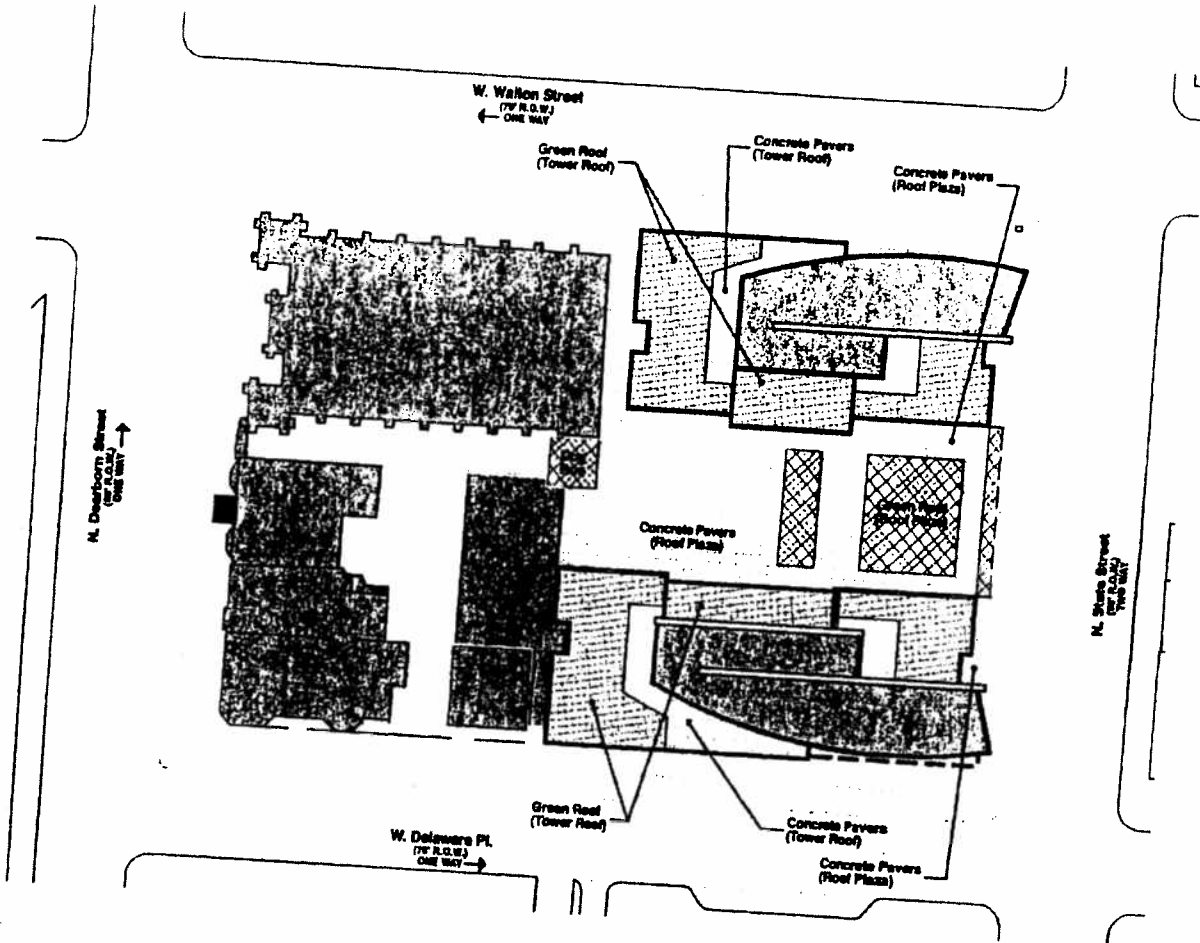 W. Walton Street
(70' R.O.W.)
ONE WAY
Green Roof
(Tower Roof)
Concrete Pavers
(Tower Roof)
Concrete Pavers
(Roof Plaza)
N. Dearborn Street
R.O.W.)
ONE WAY
Concrete Pavers
(Roof Plaza)
N. State Street
R.O.W.)
TWO WAY
Green Roof
(Tower Roof)
Concrete Pavers
(Tower Roof)
Concrete Pavers
(Roof Plaza)
W. Delaware Pl.
(70' R.O.W.)
ONE WAY